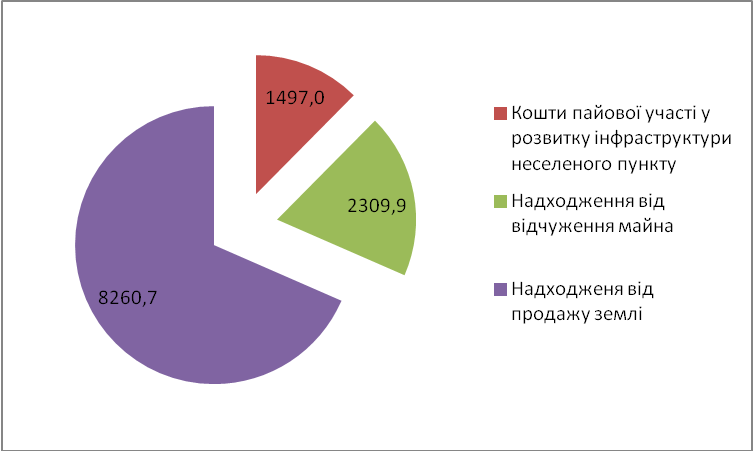 1497,0
2309,9
8260,7
Кошти пайової участі у
розвитку інфраструктури
неселеного пункту
Надходження від
відчуження майна
Надходженя від
продажу землі